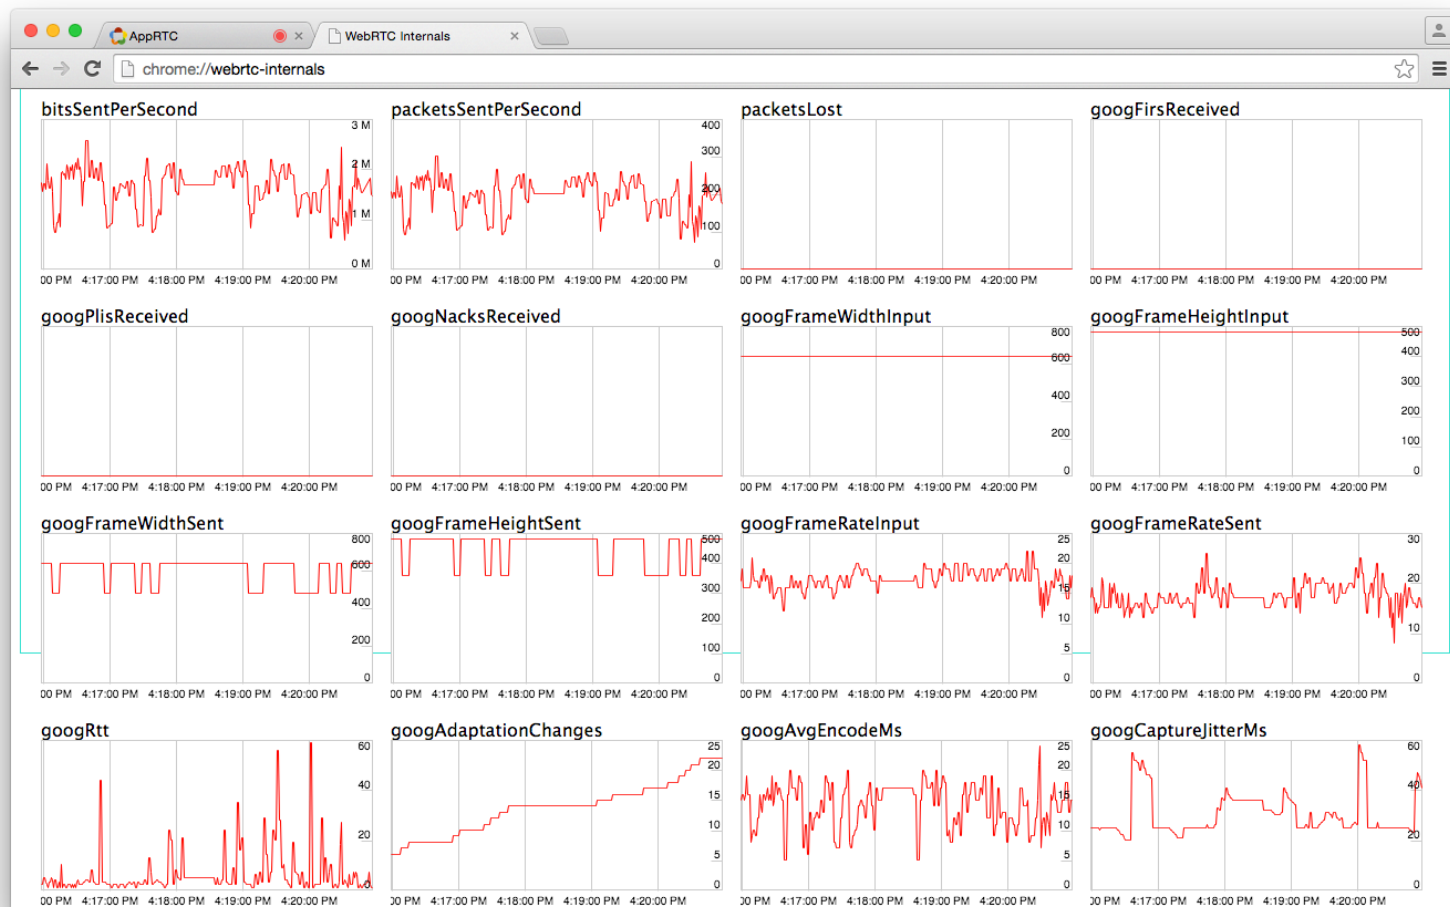 AppRTC
WebRTC Internals
chrome://webrtc-internals
bitsSentPerSecond
3 M
2 M
1 M
0 M
00 PM 4:17:00 PM 4:18:00 PM 4:19:00 PM 4:20:00 PM
packetsSentPerSecond
400
300
200
100
0
00 PM 4:17:00 PM 4:18:00 PM 4:19:00 PM 4:20:00 PM
packetsLost
00 PM 4:17:00 PM 4:18:00 PM 4:19:00 PM 4:20:00 PM
googFirsReceived
00 PM 4:17:00 PM 4:18:00 PM 4:19:00 PM 4:20:00 PM
googPlisReceived
00 PM 4:17:00 PM 4:18:00 PM 4:19:00 PM 4:20:00 PM
googNacksReceived
00 PM 4:17:00 PM 4:18:00 PM 4:19:00 PM 4:20:00 PM
googFrameWidthInput
800
600
400
200
0
00 PM 4:17:00 PM 4:18:00 PM 4:19:00 PM 4:20:00 PM
googFrameHeightInput
500
400
300
200
100
0
00 PM 4:17:00 PM 4:18:00 PM 4:19:00 PM 4:20:00 PM
googFrameWidthSent
800
600
400
200
0
00 PM 4:17:00 PM 4:18:00 PM 4:19:00 PM 4:20:00 PM
googFrameHeightSent
500
400
300
200
100
0
00 PM 4:17:00 PM 4:18:00 PM 4:19:00 PM 4:20:00 PM
googFrameRateInput
25
20
15
10
5
0
00 PM 4:17:00 PM 4:18:00 PM 4:19:00 PM 4:20:00 PM
googFrameRateSent
30
20
10
0
00 PM 4:17:00 PM 4:18:00 PM 4:19:00 PM 4:20:00 PM
googRtt
60
40
20
0
00 PM 4:17:00 PM 4:18:00 PM 4:19:00 PM 4:20:00 PM
googAdaptationChanges
25
20
15
10
5
0
00 PM 4:17:00 PM 4:18:00 PM 4:19:00 PM 4:20:00 PM
googAvgEncodeMs
25
20
15
10
5
0
00 PM 4:17:00 PM 4:18:00 PM 4:19:00 PM 4:20:00 PM
googCaptureJitterMs
60
40
20
0
00 PM 4:17:00 PM 4:18:00 PM 4:19:00 PM 4:20:00 PM